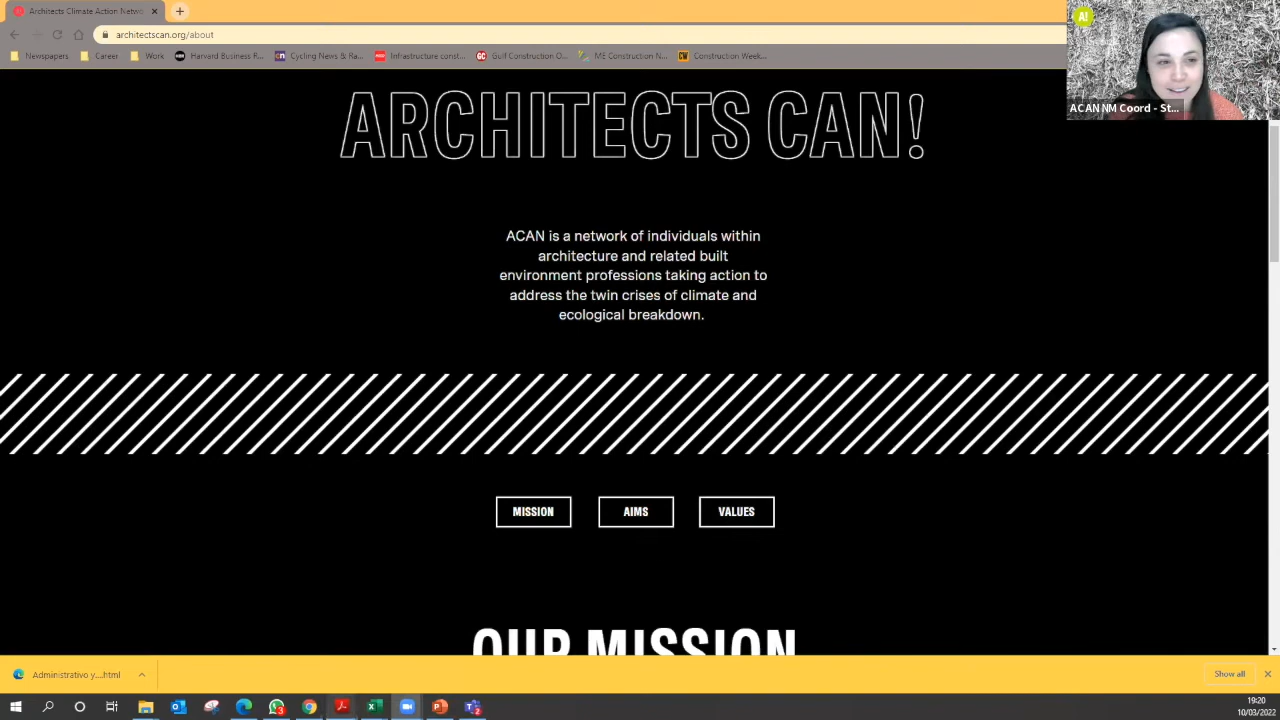 Architects Climate Action Netwo
architectscan.org/about
Newspapers
Career
Work
Harvard Business R...
Cycling News & Ra...
Infrastructure const...
Gulf Construction O...
ME Construction N...
Construction Week...
A!
ACAN NM Coord - St...
ARCHITECTS CAN!
ACAN is a network of individuals within
architecture and related built
environment professions taking action to
address the twin crises of climate and
ecological breakdown.
MISSION
AIMS
VALUES
OUR MISSION
Administrativo y....html
Show all
19:20
10/03/2022